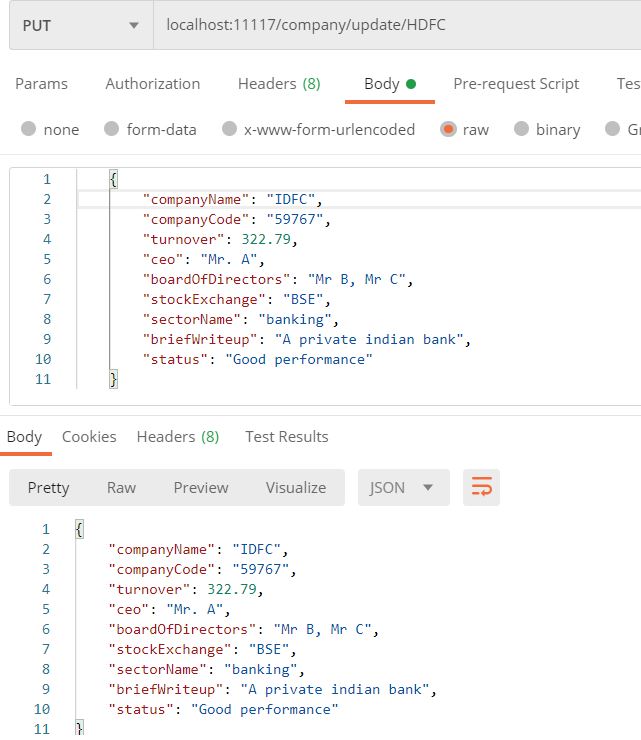 PUT localhost:11117/company/update/HDFC
Params Authorization Headers (8) Body Pre-request Script Tes
none form-data x-www-form-urlencoded raw binary Gr
1 {
2 "companyName": "IDFC",
3 "companyCode": "59767",
4 "turnover": 322.79,
5 "ceo": "Mr. A",
6 "boardOfDirectors": "Mr B, Mr C",
7 "stockExchange": "BSE",
8 "sectorName": "banking",
9 "briefWriteup": "A private indian bank",
10 "status": "Good performance"
11 }
Body Cookies Headers (8) Test Results
Pretty Raw Preview Visualize JSON
1 {
2 "companyName": "IDFC",
3 "companyCode": "59767",
4 "turnover": 322.79,
5 "ceo": "Mr. A",
6 "boardOfDirectors": "Mr B, Mr C",
7 "stockExchange": "BSE",
8 "sectorName": "banking",
9 "briefWriteup": "A private indian bank",
10 "status": "Good performance"
11 }